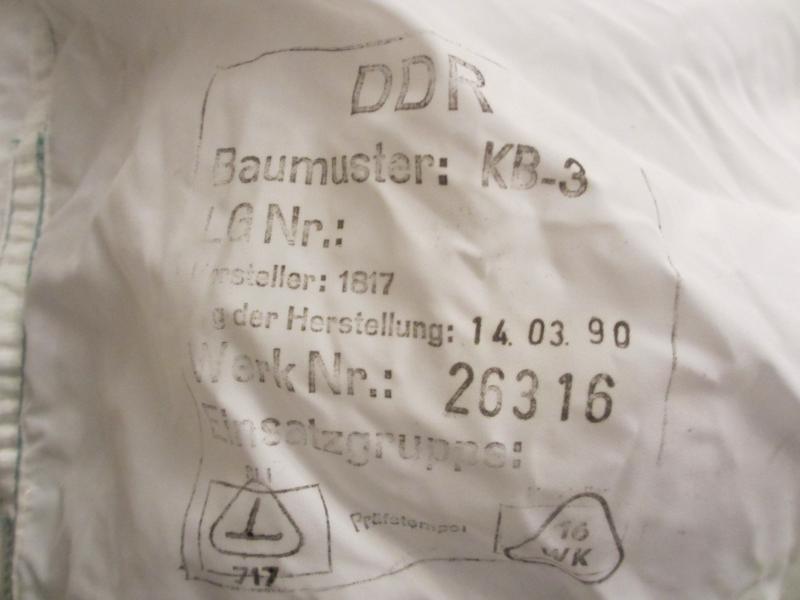 DDR
Baumuster: KB-3
LG Nr.:
Hersteller: 1817
g der Herstellung: 14.03.90
Werk Nr.: 26316
Einsatzgruppe:
Prüfstempel
16
WK
717